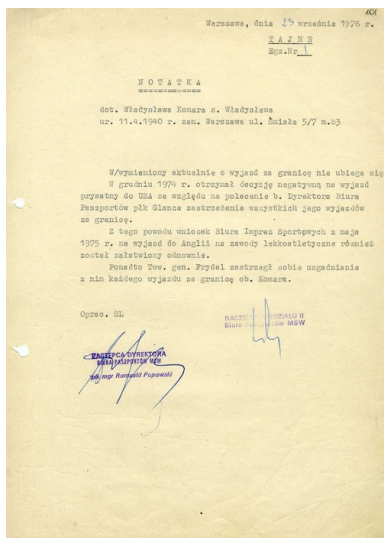 101
Warszawa, dnia 23 września 1976 r.
TAJNE
Egz.Nr 1
NOTATKA
dot. Władysława Komara s. Władysława
ur. 11.4.1940 r. zam. Warszawa ul. Śmiała 5/7 m.63
W/wymieniony aktualnie o wyjazd za granicę nie ubiega się
W grudniu 1974 r. otrzymał decyzję negatywną na wyjazd
prywatny do USA ze względu na polecenie b. Dyrektora Biura
Paszportów płk Glanca zastrzeżenia wszystkich jego wyjazdów
za granicę.
Z tego powodu wniosek Biura Imprez Sportowych z maja
1975 r. na wyjazd do Anglii na zawody lekkoatletyczne również
został załatwiony odmownie.
Ponadto Tow. gen. Frydel zastrzegł sobie uzgadnianie
z nim każdego wyjazdu za granicę ob. Komara.
Oprac. SL
NACZELNIK WYDZIAŁU II
Biura Paszportów MSW
ZASTĘPCA DYREKTORA
BIURA PASZPORTÓW MSW
mgr Romuald Popowski